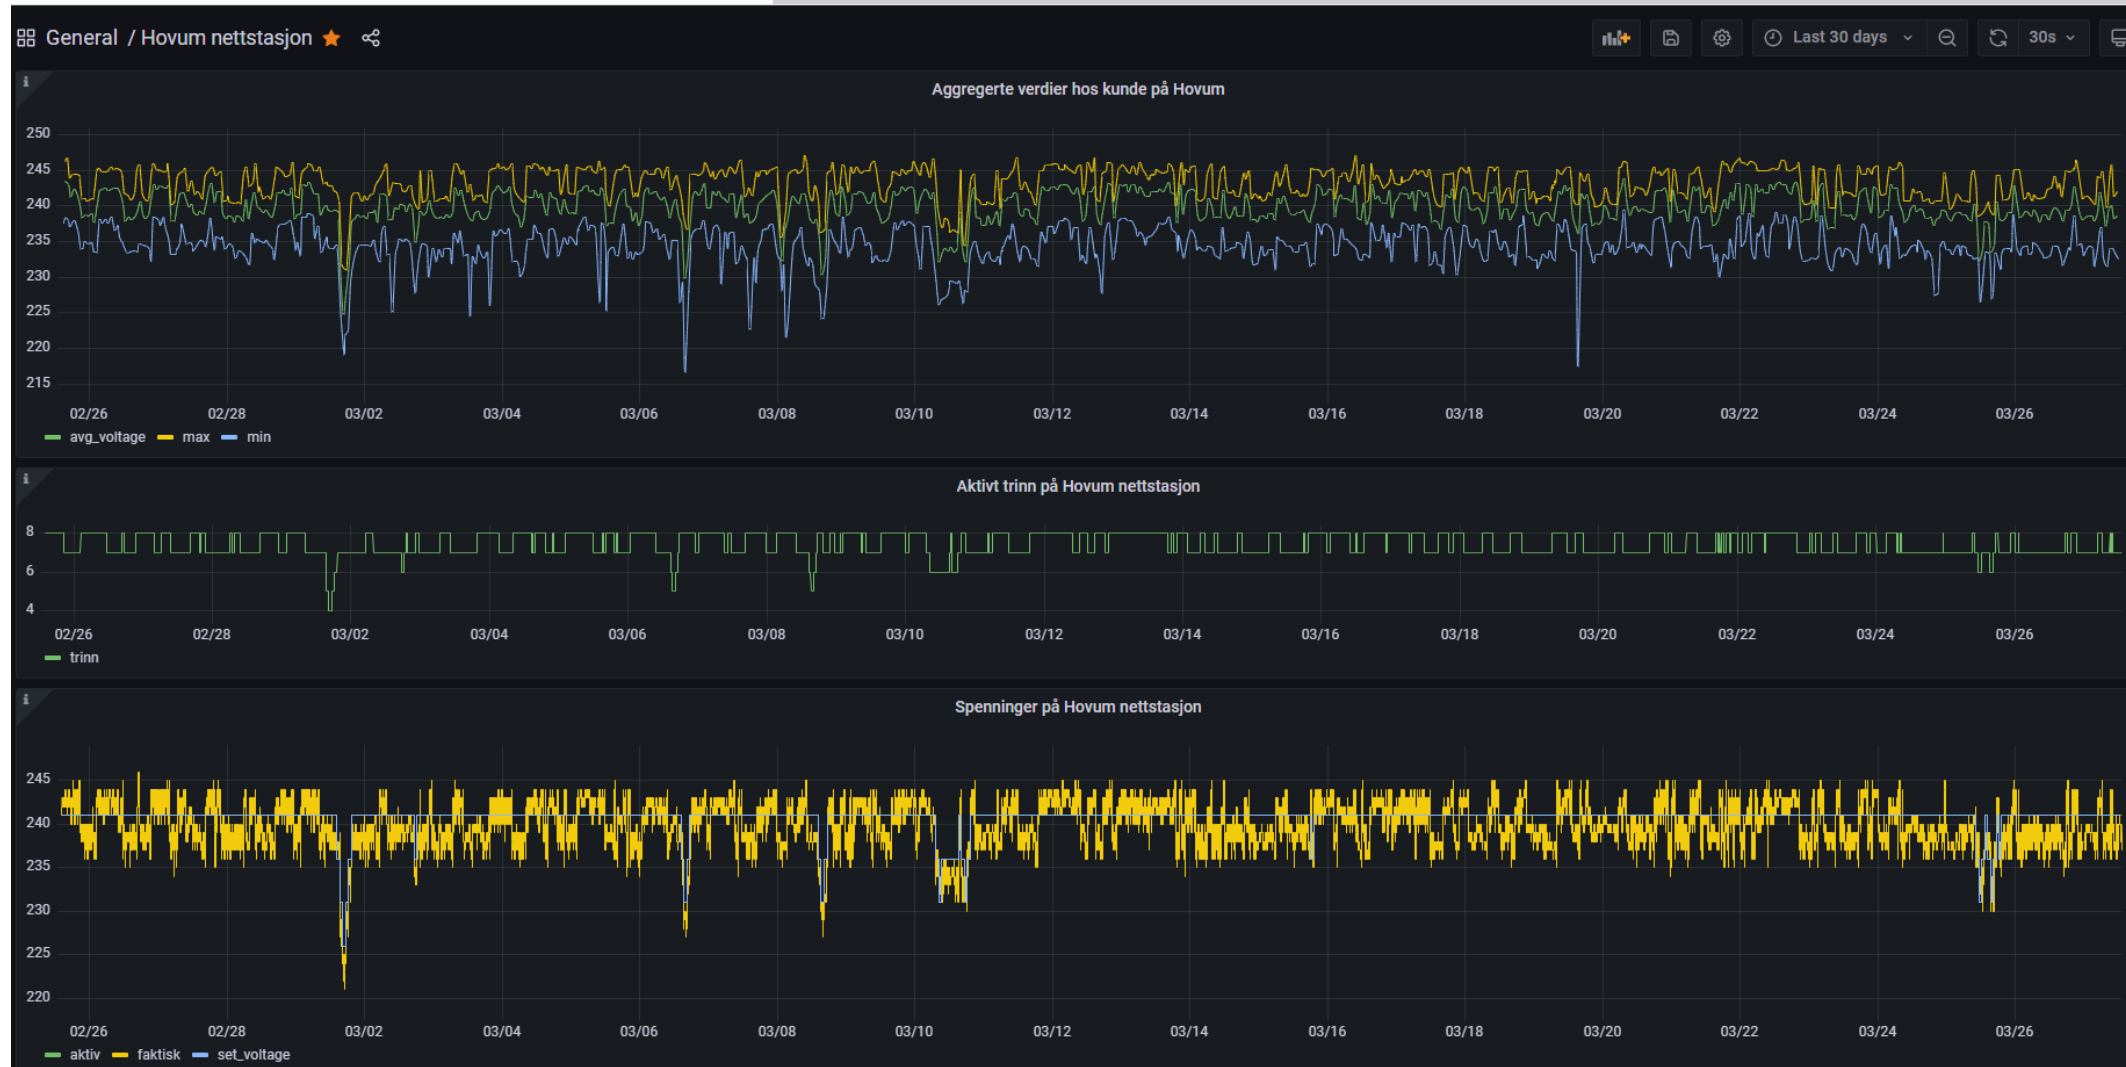 General / Hovum nettstasjon
Last 30 days
30s
Aggregerte verdier hos kunde på Hovum
250
245
240
235
230
225
220
215
02/26 02/28 03/02 03/04 03/06 03/08 03/10 03/12 03/14 03/16 03/18 03/20 03/22 03/24 03/26
avg_voltage max min
Aktivt trinn på Hovum nettstasjon
8
6
4
02/26 02/28 03/02 03/04 03/06 03/08 03/10 03/12 03/14 03/16 03/18 03/20 03/22 03/24 03/26
trinn
Spenninger på Hovum nettstasjon
245
240
235
230
225
220
02/26 02/28 03/02 03/04 03/06 03/08 03/10 03/12 03/14 03/16 03/18 03/20 03/22 03/24 03/26
aktiv faktisk set_voltage